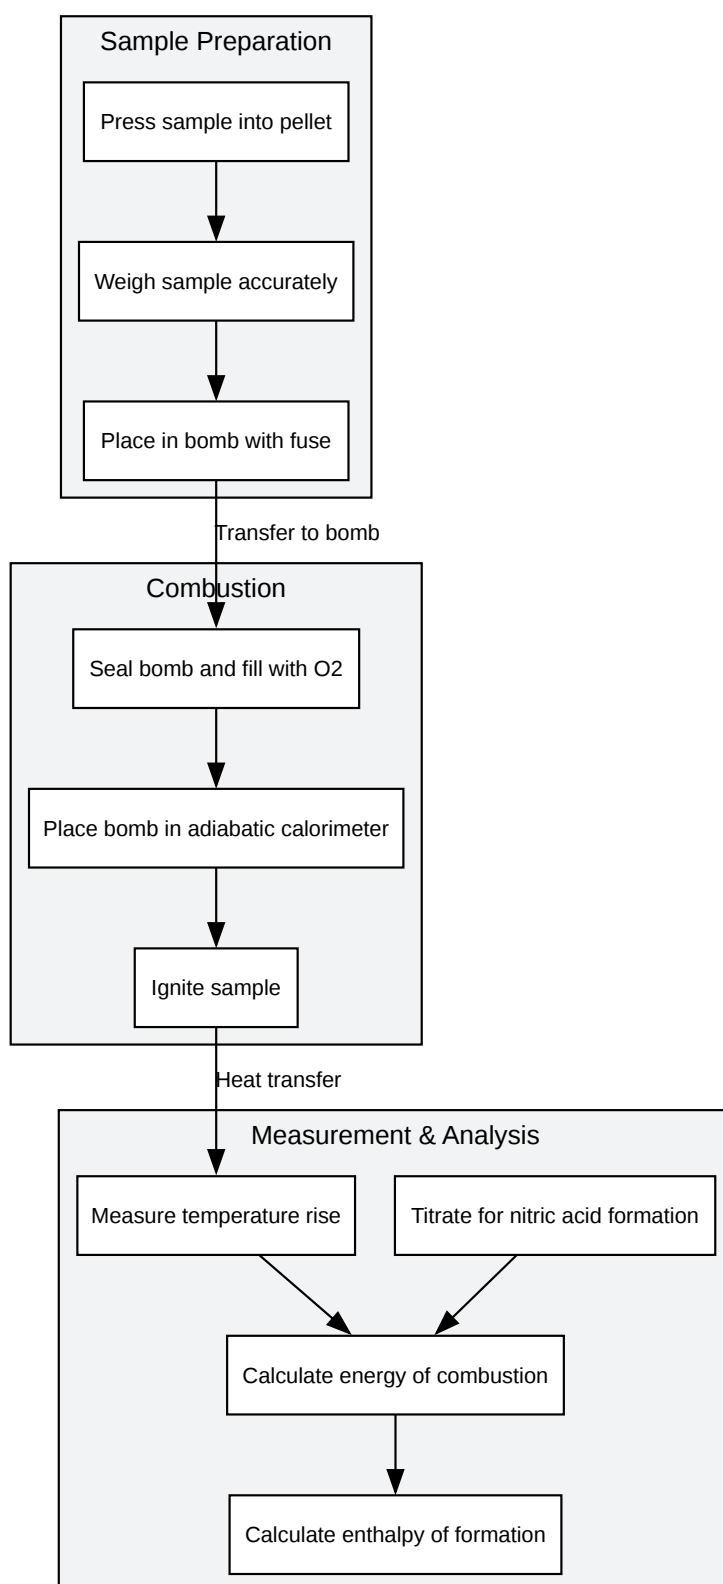 Sample Preparation
Press sample into pellet
Weigh sample accurately
Place in bomb with fuse
Transfer to bomb
Combustion
Seal bomb and fill with O2
Place bomb in adiabatic calorimeter
Ignite sample
Heat transfer
Measurement & Analysis
Measure temperature rise
Titrate for nitric acid formation
Calculate energy of combustion
Calculate enthalpy of formation